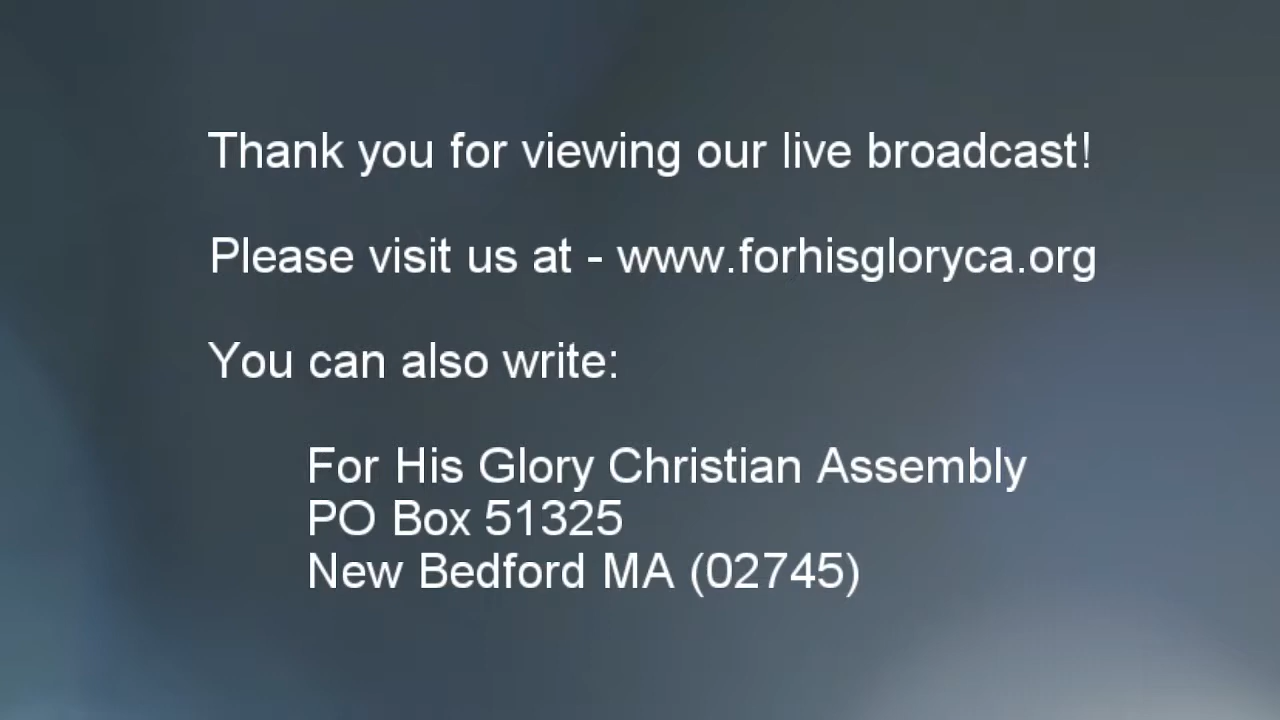 Thank you for viewing our live broadcast!
Please visit us at - www.forhisgloryca.org
You can also write:
For His Glory Christian Assembly
PO Box 51325
New Bedford MA (02745)